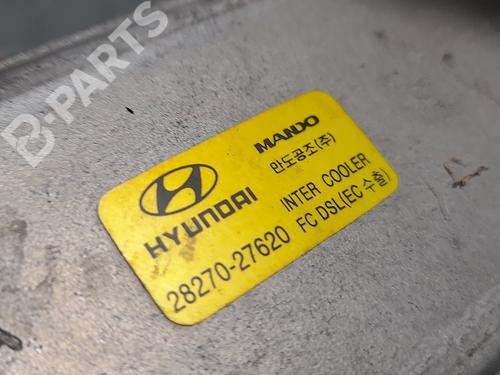 B-PARTS
MANDO
만도공조(주)
HYUNDAI
INTER COOLER
28270-27620
FC DSL(EC 수출)